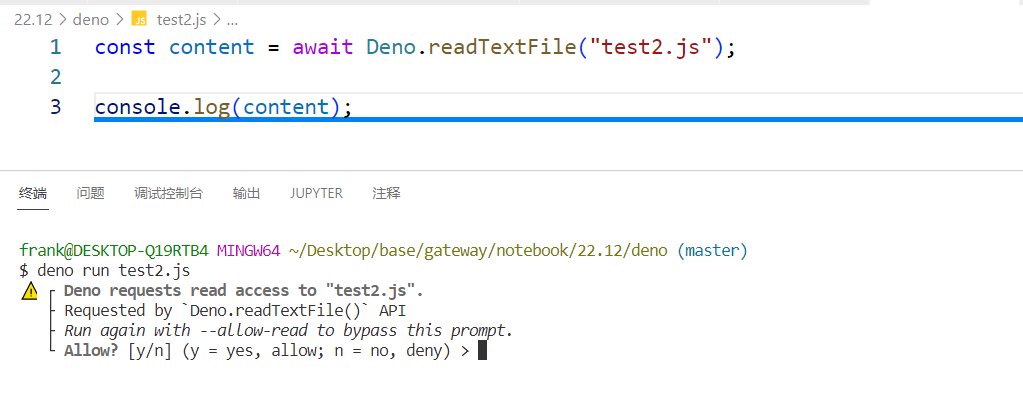 22.12 > deno > JS test2.js > ...
1 const content = await Deno.readTextFile("test2.js");
2
3 console.log(content);
终端 问题 调试控制台 输出 JUPYTER 注释
frank@DESKTOP-Q19RTB4 MINGW64 ~/Desktop/base/gateway/notebook/22.12/deno (master)
$ deno run test2.js
⚠️ ┌ Deno requests read access to "test2.js".
├ Requested by `Deno.readTextFile()` API
├ Run again with --allow-read to bypass this prompt.
└ Allow? [y/n] (y = yes, allow; n = no, deny) >